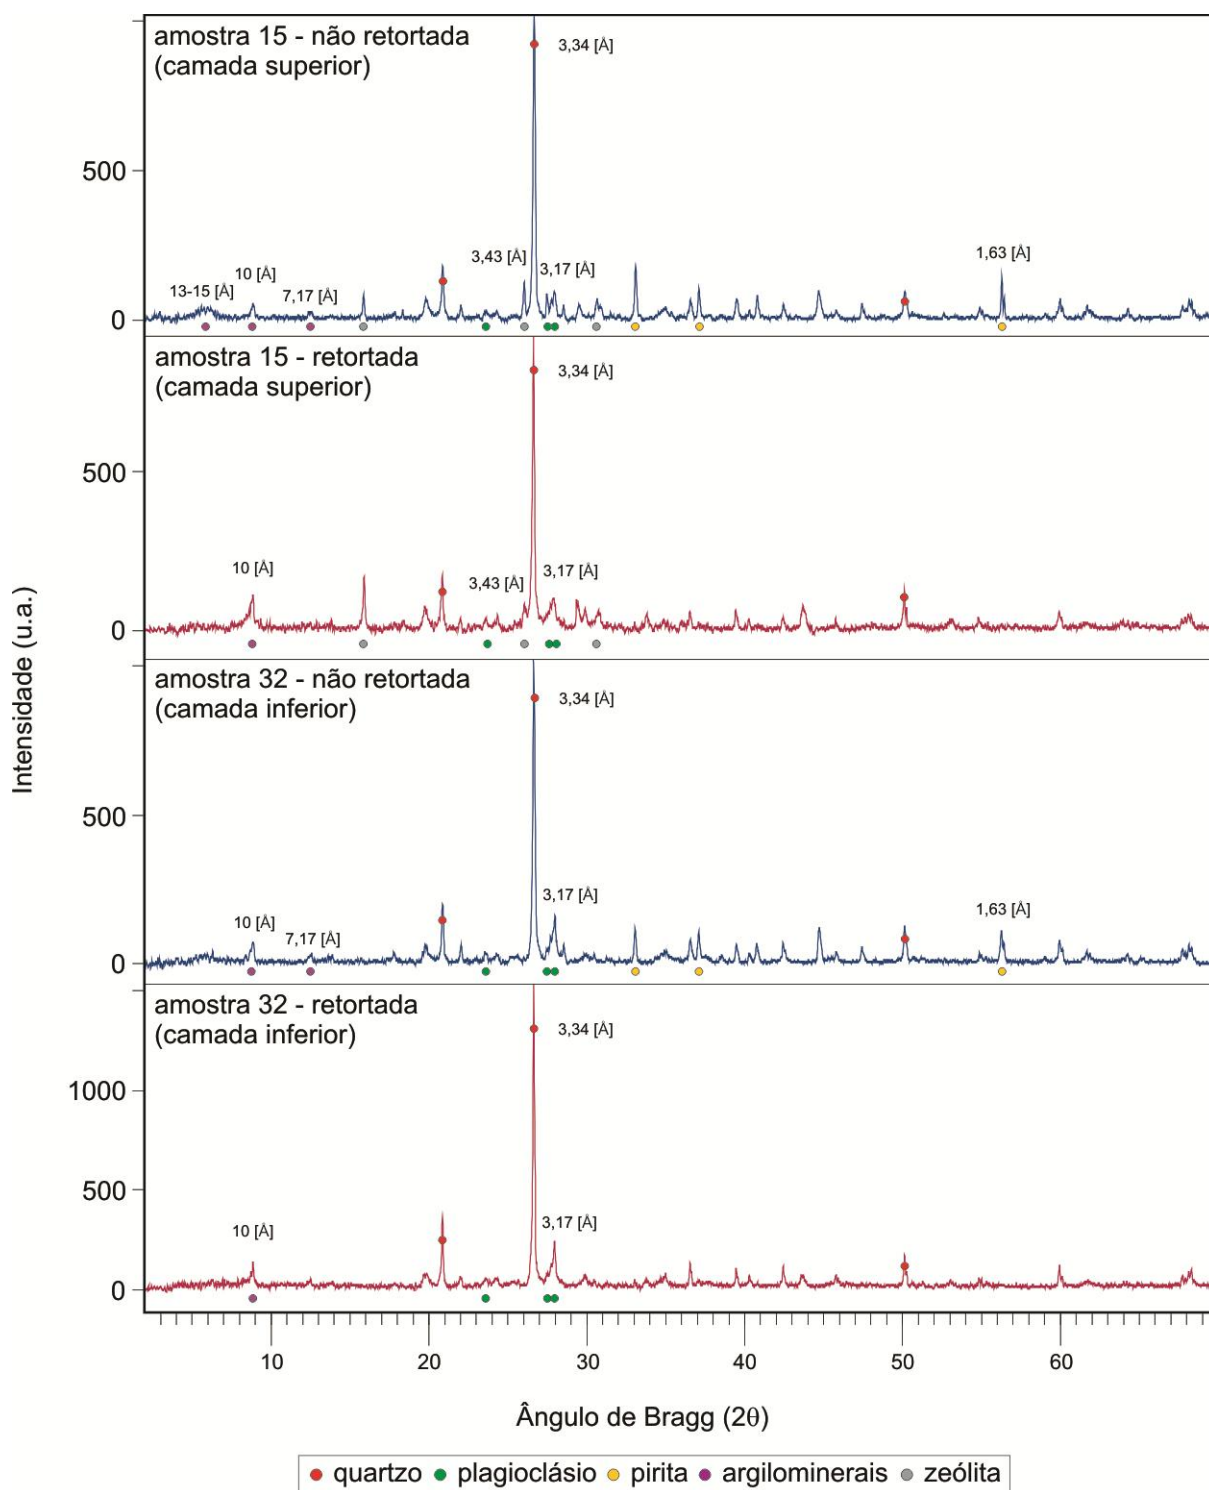 amostra 15 - não retortada
(camada superior)
3,34 [Å]
500
3,43 [Å]
3,17 [Å]
1,63 [Å]
10 [Å]
13-15 [Å]
7,17 [Å]
0
amostra 15 - retortada
(camada superior)
3,34 [Å]
500
10 [Å]
3,43 [Å]
3,17 [Å]
0
amostra 32 - não retortada
(camada inferior)
3,34 [Å]
500
3,17 [Å]
10 [Å]
7,17 [Å]
1,63 [Å]
0
amostra 32 - retortada
(camada inferior)
3,34 [Å]
1000
500
10 [Å]
3,17 [Å]
0
Intensidade (u.a.)
10 20 30 40 50 60
Ângulo de Bragg (2θ)
quartzo plagioclásio pirita argilominerais zeólita